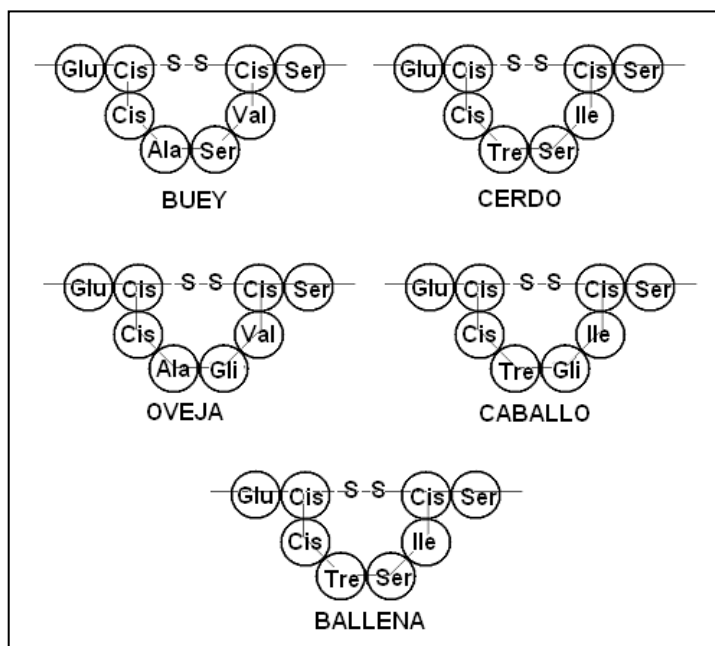 Glu Cis S S Cis Ser
Cis Val
Ala Ser
BUEY
Glu Cis S S Cis Ser
Cis Ile
Tre Ser
CERDO
Glu Cis S S Cis Ser
Cis Val
Ala Gli
OVEJA
Glu Cis S S Cis Ser
Cis Ile
Tre Gli
CABALLO
Glu Cis S S Cis Ser
Cis Ile
Tre Ser
BALLENA